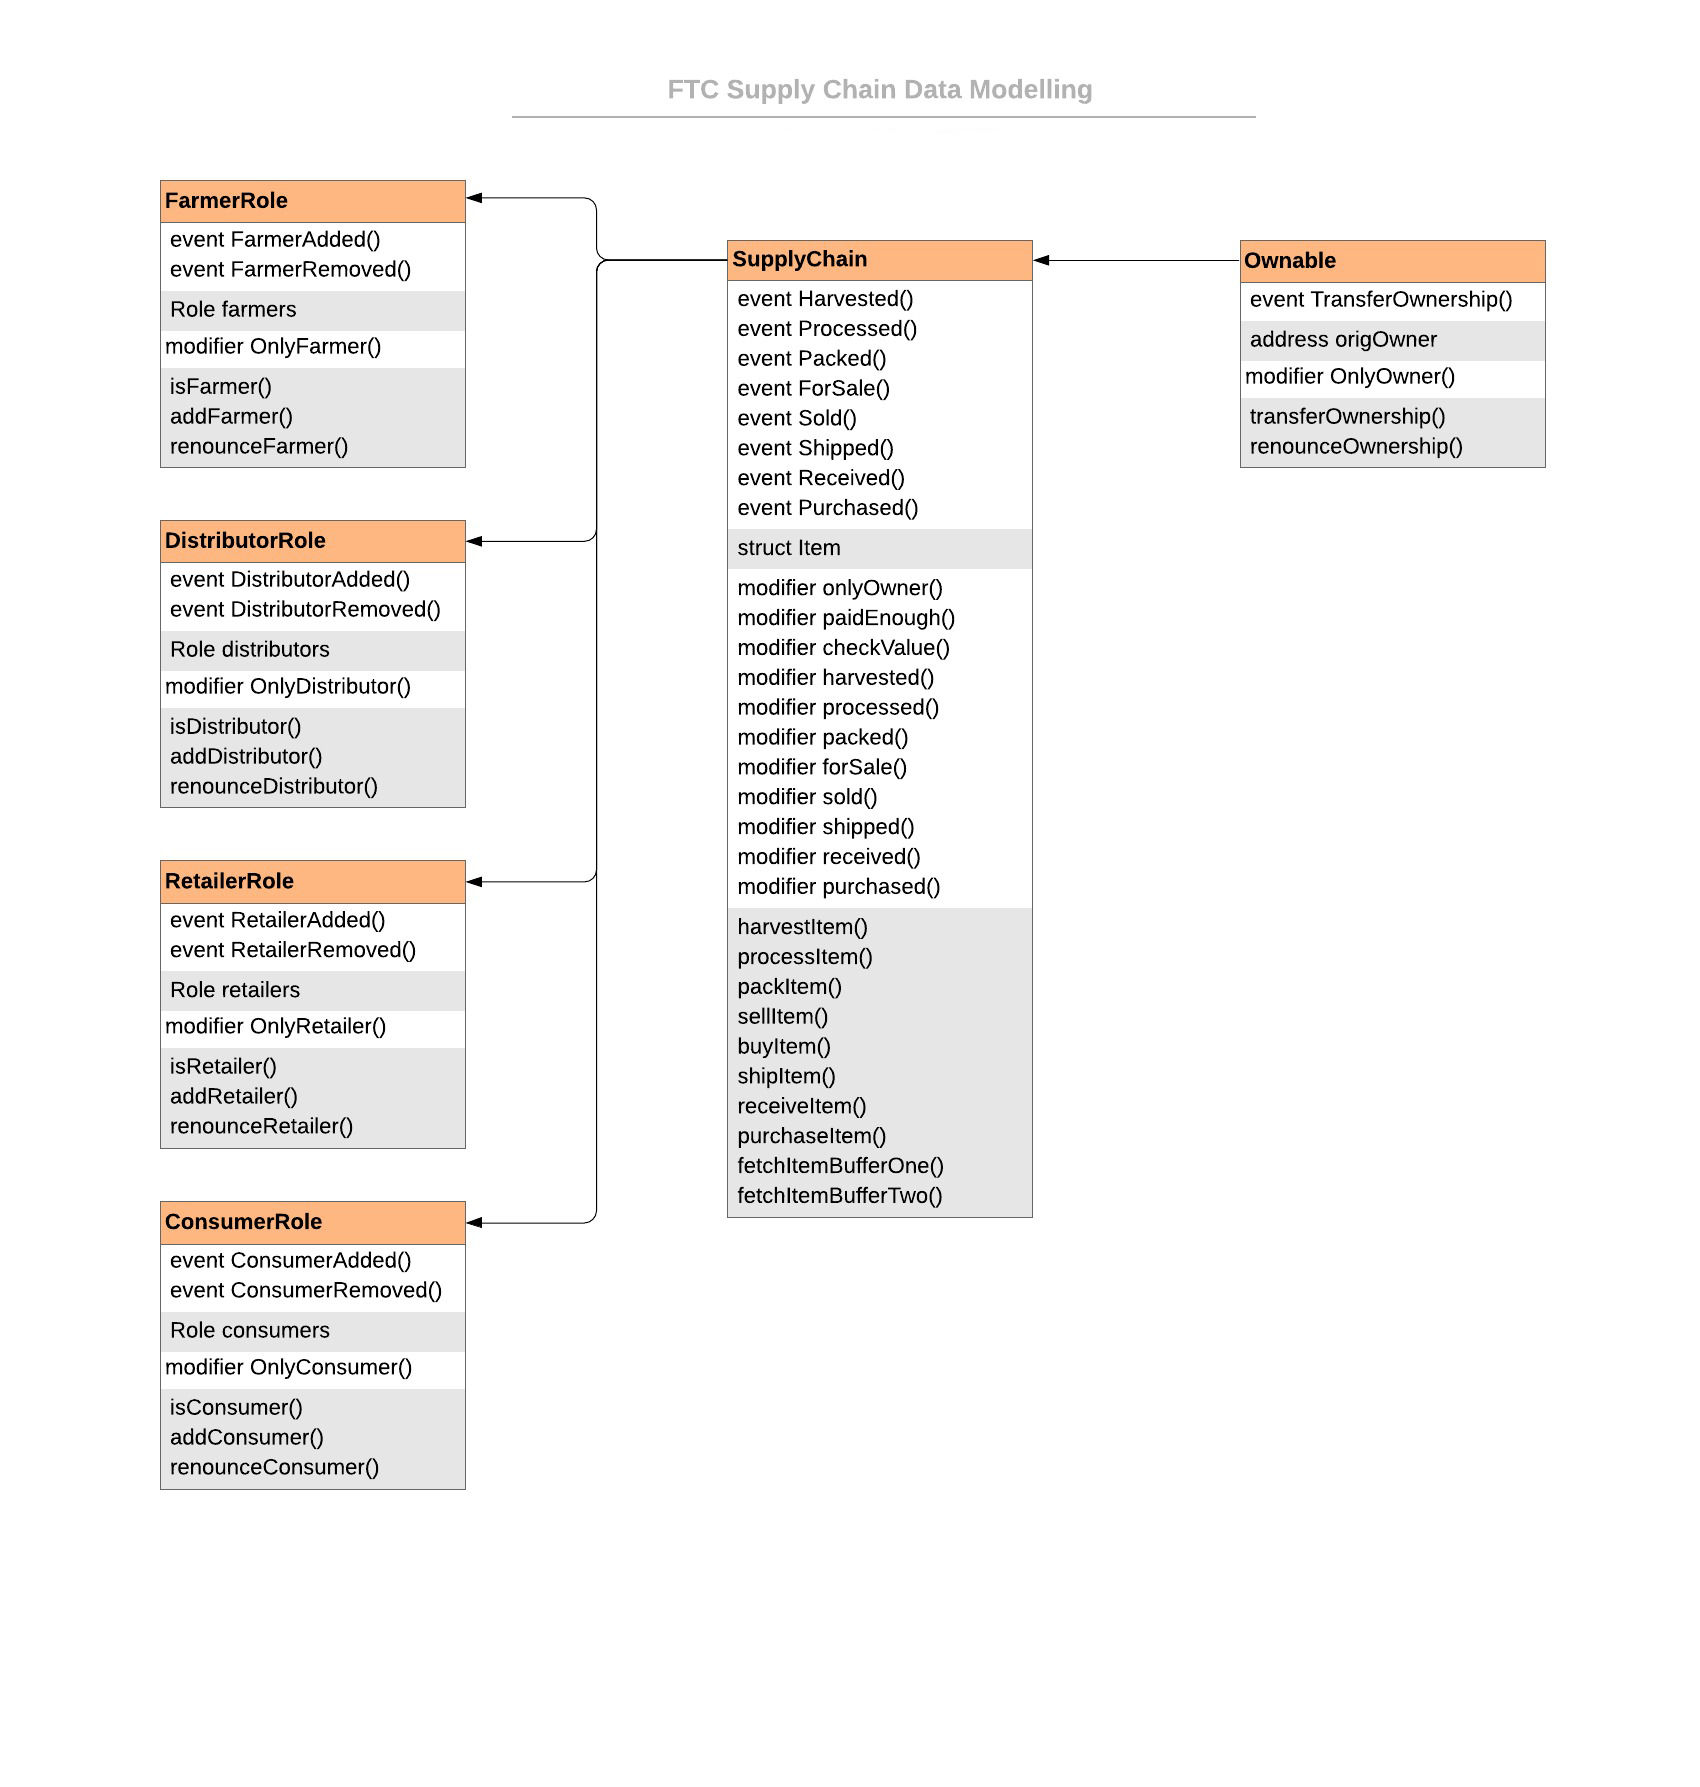 FTC Supply Chain Data Modelling
FarmerRole
event FarmerAdded()
event FarmerRemoved()
Role farmers
modifier OnlyFarmer()
isFarmer()
addFarmer()
renounceFarmer()
DistributorRole
event DistributorAdded()
event DistributorRemoved()
Role distributors
modifier OnlyDistributor()
isDistributor()
addDistributor()
renounceDistributor()
RetailerRole
event RetailerAdded()
event RetailerRemoved()
Role retailers
modifier OnlyRetailer()
isRetailer()
addRetailer()
renounceRetailer()
ConsumerRole
event ConsumerAdded()
event ConsumerRemoved()
Role consumers
modifier OnlyConsumer()
isConsumer()
addConsumer()
renounceConsumer()
SupplyChain
event Harvested()
event Processed()
event Packed()
event ForSale()
event Sold()
event Shipped()
event Received()
event Purchased()
struct Item
modifier onlyOwner()
modifier paidEnough()
modifier checkValue()
modifier harvested()
modifier processed()
modifier packed()
modifier forSale()
modifier sold()
modifier shipped()
modifier received()
modifier purchased()
harvestItem()
processItem()
packItem()
sellItem()
buyItem()
shipItem()
receiveItem()
purchaseItem()
fetchItemBufferOne()
fetchItemBufferTwo()
Ownable
event TransferOwnership()
address origOwner
modifier OnlyOwner()
transferOwnership()
renounceOwnership()